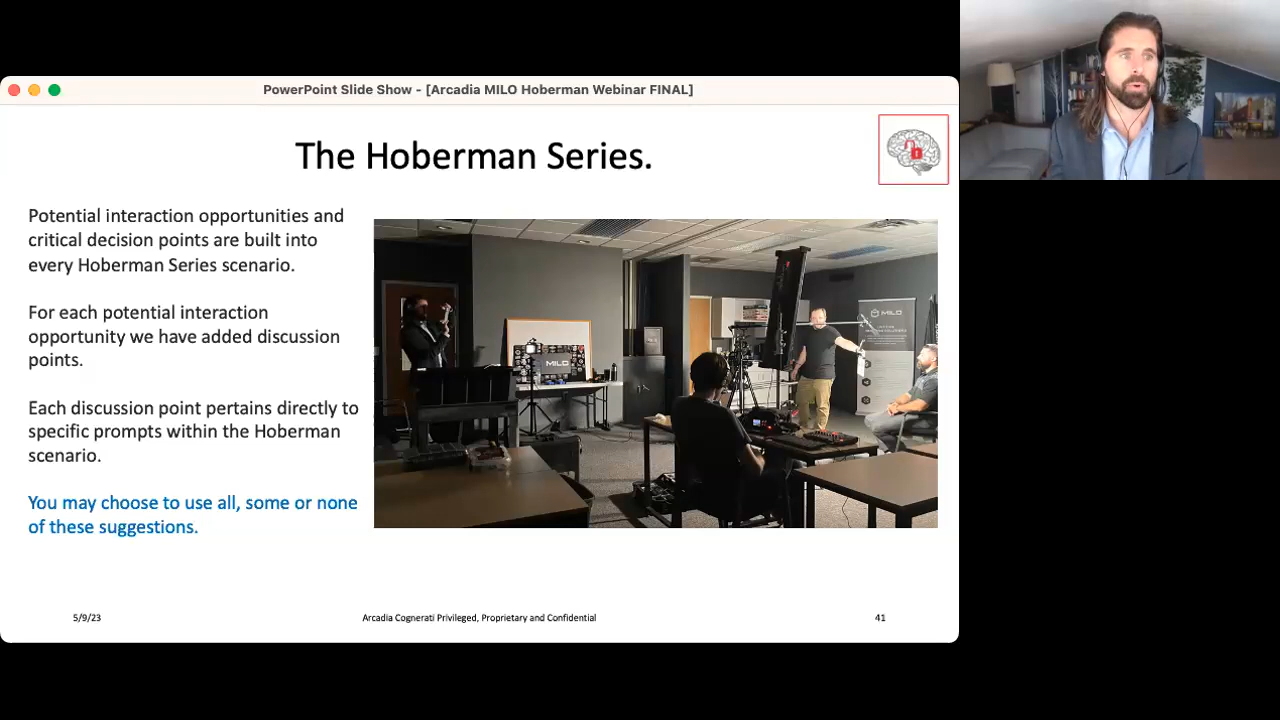 PowerPoint Slide Show - [Arcadia MILO Hoberman Webinar FINAL]
The Hoberman Series.
Potential interaction opportunities and
critical decision points are built into
every Hoberman Series scenario.
For each potential interaction
opportunity we have added discussion
points.
Each discussion point pertains directly to
specific prompts within the Hoberman
scenario.
You may choose to use all, some or none
of these suggestions.
MILO
MILO
5/9/23
Arcadia Cognerati Privileged, Proprietary and Confidential
41